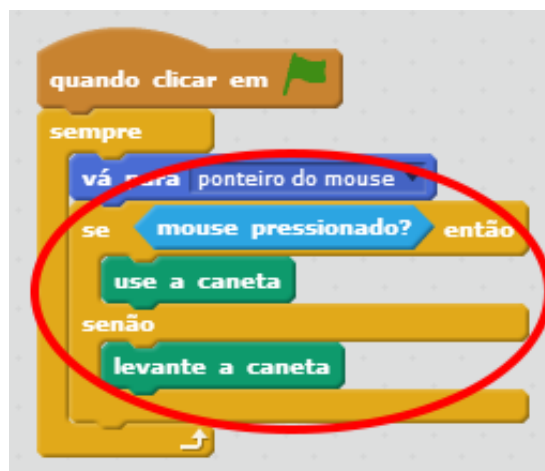 quando clicar em
sempre
vá para ponteiro do mouse
se mouse pressionado? então
use a caneta
senão
levante a caneta